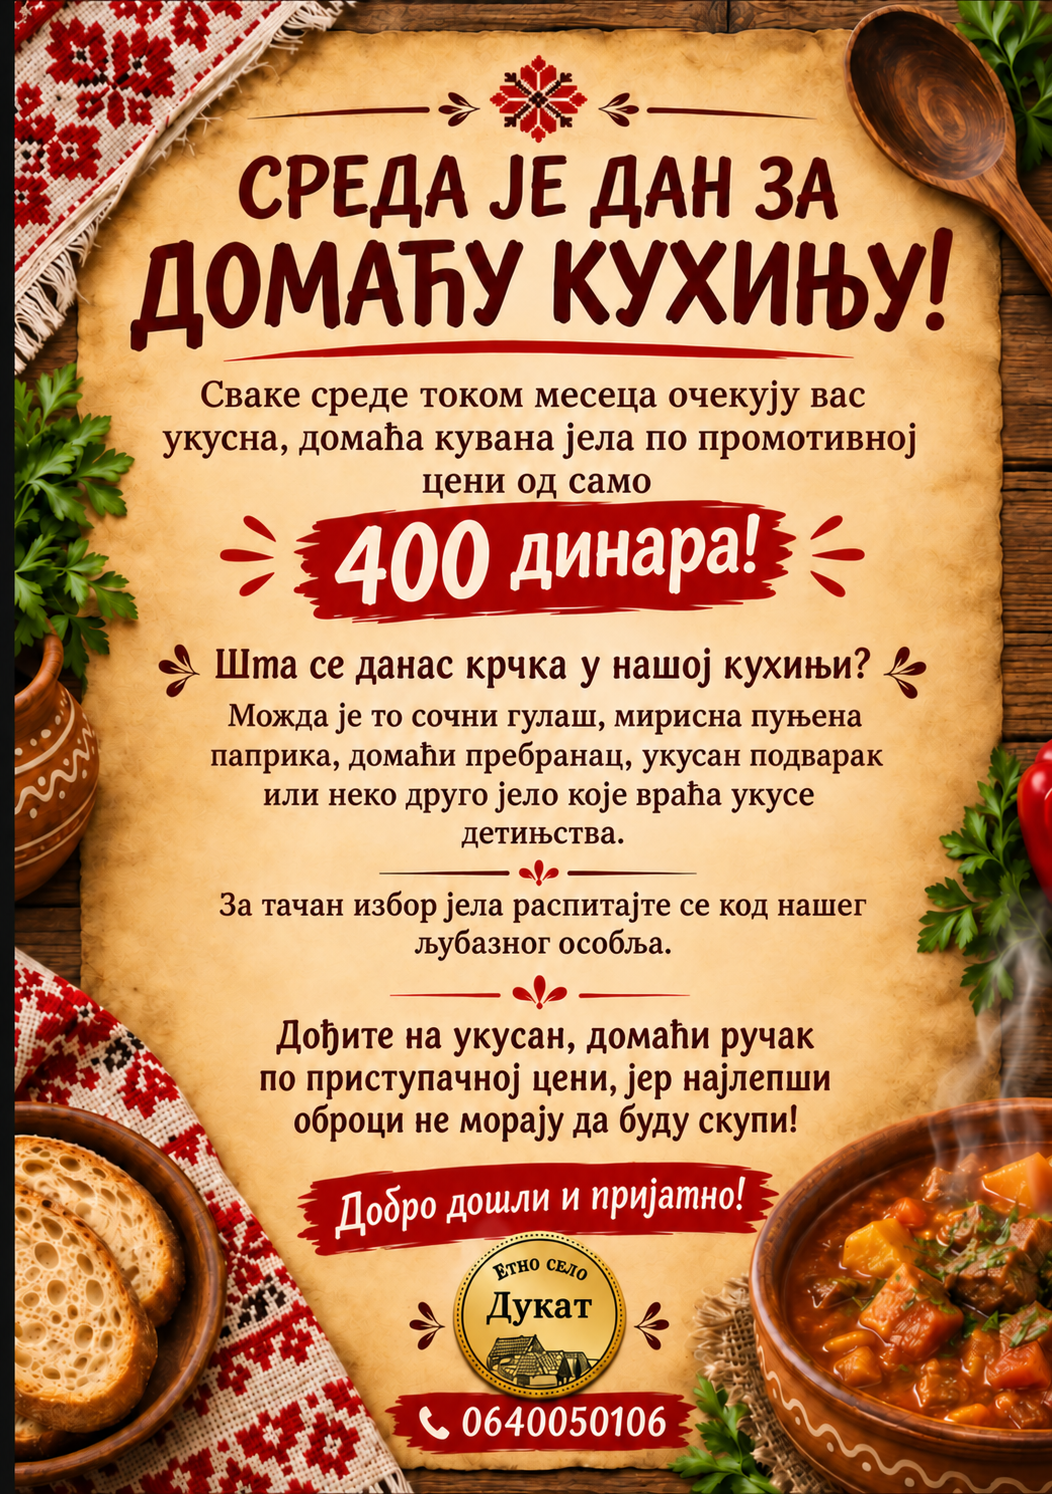 СРЕДА ЈЕ ДАН ЗА
ДОМАЋУ КУХИЊУ!
Сваке среде током месеца очекују вас
укусна, домаћа кувана јела по промотивној
цени од само
400 динара!
Шта се данас крчка у нашој кухињи?
Можда је то сочни гулаш, мирисна пуњена
паприка, домаћи пребранац, укусан подварак
или неко друго јело које враћа укусе
детињства.
За тачан избор јела распитајте се код нашег
љубазног особља.
Дођите на укусан, домаћи ручак
по приступачној цени, јер најлепши
оброци не морају да буду скупи!
Добро дошли и пријатно!
Етно село
Дукат
0640050106